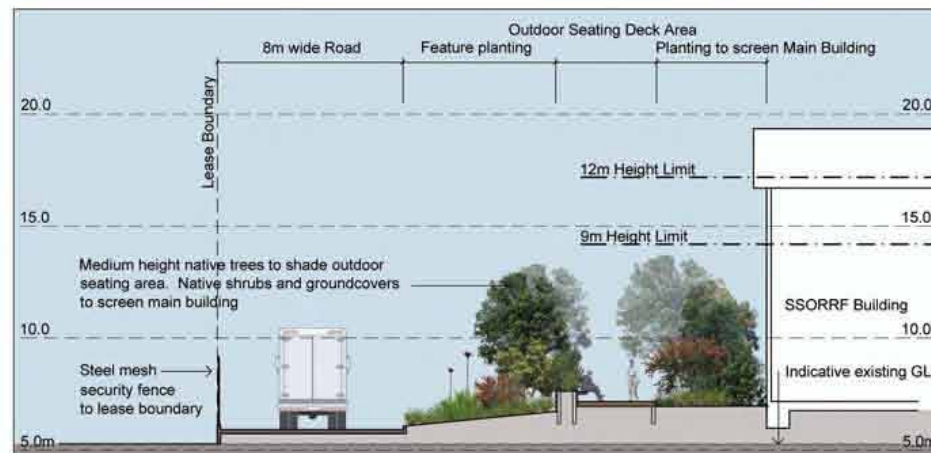 Outdoor Seating Deck Area
8m wide Road
Feature planting
Planting to screen Main Building
20.0
20.0
Lease Boundary
12m Height Limit
15.0
15.0
9m Height Limit
Medium height native trees to shade outdoor
seating area. Native shrubs and groundcovers
to screen main building
SSORRF Building
10.0
10.0
Steel mesh
security fence
to lease boundary
Indicative existing GL
5.0m
5.0m